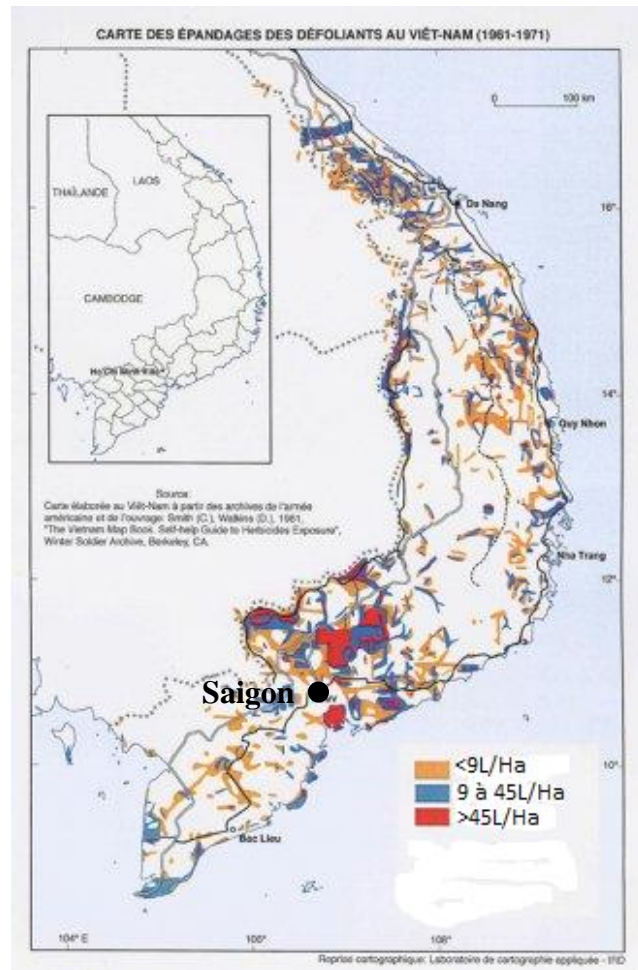 CARTE DES ÉPANDAGES DES DÉFOLIANTS AU VIÊT-NAM (1961-1971)
0 100 km
LAOS
THAÏLANDE
Da Nang
16°
CAMBODGE
14°
Quy Nhon
Source:
Carte élaborée au Viêt-Nam à partir des archives de l'armée
américaine et de l'ouvrage: Smith (C.), Watkins (D.), 1981,
"The Vietnam Map Book. Self-help Guide to Herbicides Exposure",
Winter Soldier Archive, Berkeley, CA.
Nha Trang
12°
Saigon
<9L/Ha
10°
9 à 45L/Ha
>45L/Ha
Bac Lieu
104° E
Reprise cartographique: Laboratoire de cartographie appliquée - IRD